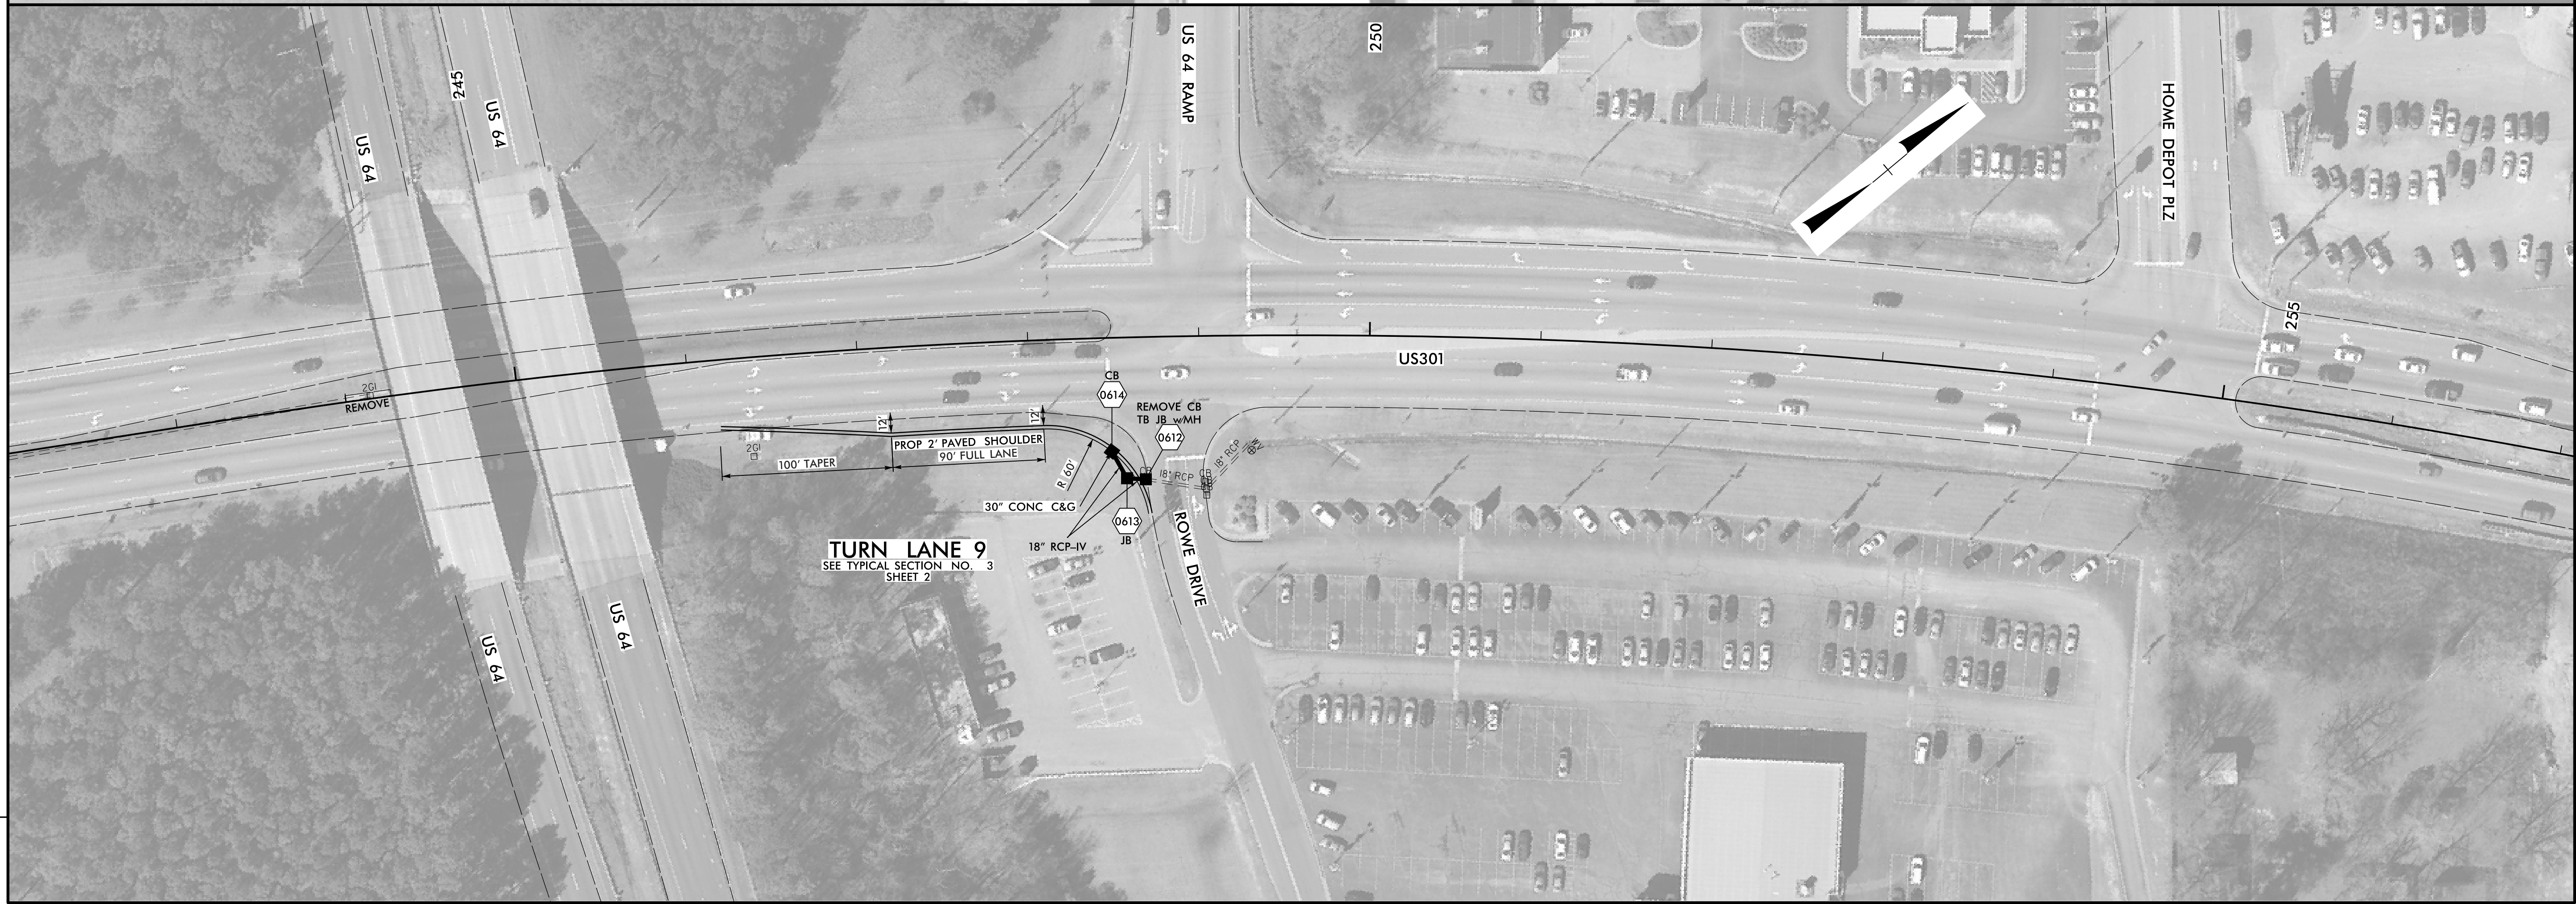 US 64
245
US 64
US 64 RAMP
250
HOME DEPOT PLZ
255
US301
2GI
REMOVE
CB
0614
REMOVE CB
TB JB w/MH
0612
12'
12'
2GI
PROP 2' PAVED SHOULDER
90' FULL LANE
100' TAPER
R 60'
CB
18" RCP
CB
18" RCP
WV
30" CONC C&G
0613
JB
18" RCP-IV
ROWE DRIVE
TURN LANE 9
SEE TYPICAL SECTION NO. 3
SHEET 2
US 64
US 64